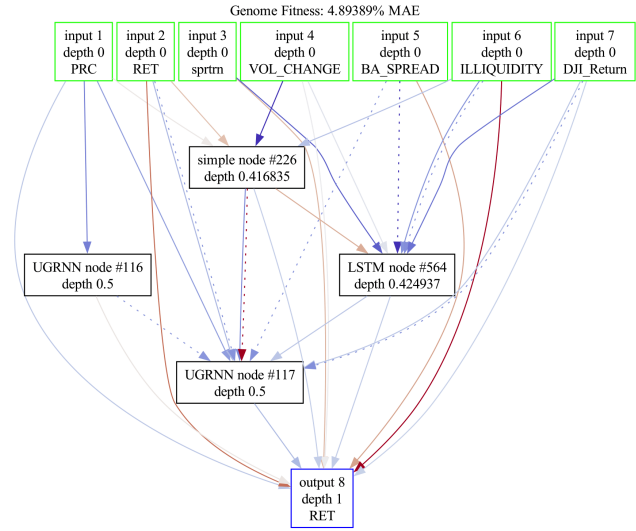 Genome Fitness: 4.89389% MAE
input 1
depth 0
PRC
input 2
depth 0
RET
input 3
depth 0
sprtrn
input 4
depth 0
VOL_CHANGE
input 5
depth 0
BA_SPREAD
input 6
depth 0
ILLIQUIDITY
input 7
depth 0
DJI_Return
simple node #226
depth 0.416835
UGRNN node #116
depth 0.5
LSTM node #564
depth 0.424937
UGRNN node #117
depth 0.5
output 8
depth 1
RET